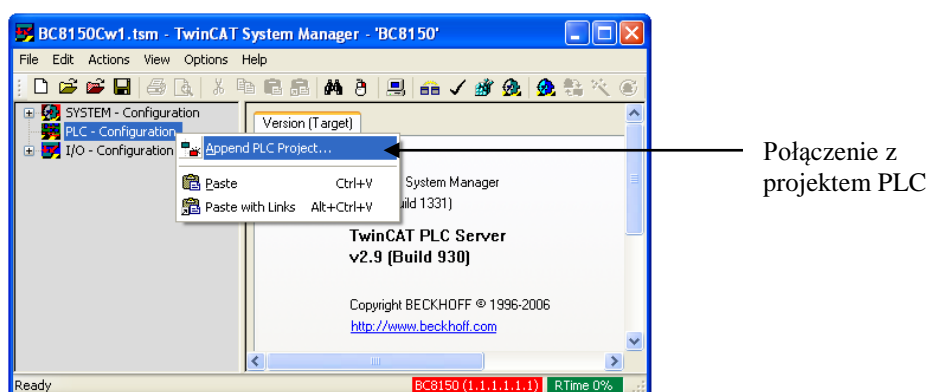 BC8150Cw1.tsm - TwinCAT System Manager - 'BC8150'
File Edit Actions View Options Help
SYSTEM - Configuration
PLC - Configuration
I/O - Configuration
Version (Target)
Append PLC Project...
Paste Ctrl+V
Paste with Links Alt+Ctrl+V
System Manager
ild 1331)
TwinCAT PLC Server
v2.9 (Build 930)
Copyright BECKHOFF © 1996-2006
http://www.beckhoff.com
Ready
BC8150 (1.1.1.1.1.1) RTime 0%
Połączenie z
projektem PLC